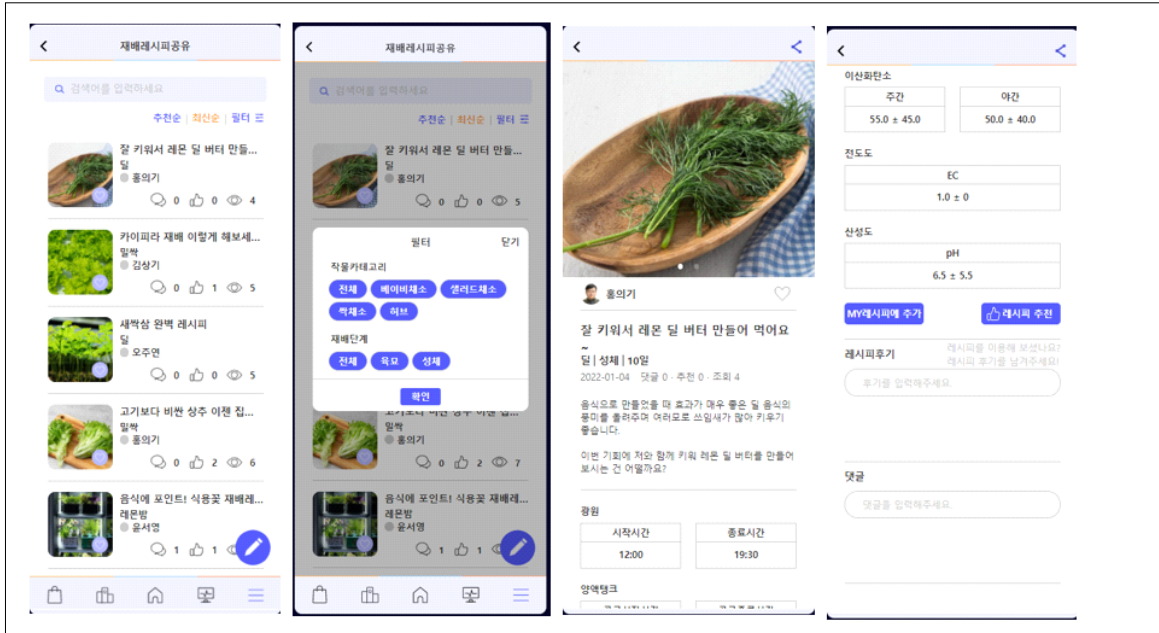 재배레시피공유
검색어를 입력하세요
추천순 | 최신순 | 필터
잘 키워서 레몬 딜 버터 만들...
딜
홍의기
0 0 4
카이피라 재배 이렇게 해보세...
밀싹
김상기
0 1 5
새싹삼 완벽 레시피
딜
오주연
0 0 5
고기보다 비싼 상추 이젠 집...
밀싹
홍의기
0 2 6
음식에 포인트! 식용꽃 재배레...
레몬밤
윤서영
1 1
재배레시피공유
검색어를 입력하세요
추천순 | 최신순 | 필터
잘 키워서 레몬 딜 버터 만들...
딜
홍의기
0 0 5
필터 닫기
작물카테고리
전체 베이비채소 샐러드채소
싹채소 허브
재배단계
전체 육묘 성채
확인
고기보다 비싼 상추 이젠 집...
밀싹
홍의기
0 2 7
음식에 포인트! 식용꽃 재배레...
레몬밤
윤서영
1 1
홍의기
잘 키워서 레몬 딜 버터 만들어 먹어요
~
딜 | 성체 | 10일
2022-01-04 댓글 0 · 추천 0 · 조회 4
음식으로 만들었을 때 효과가 매우 좋은 딜 음식의
풍미를 돌려주며 여러모로 쓰임새가 많아 키우기
좋습니다.
이번 기회에 저와 함께 키워 레몬 딜 버터를 만들어
보시는 건 어떨까요?
광원
시작시간 종료시간
12:00 19:30
양액탱크
이산화탄소
주간 야간
55.0 ± 45.0 50.0 ± 40.0
전도도
EC
1.0 ± 0
산성도
pH
6.5 ± 5.5
MY레시피에 추가 레시피 추천
레시피후기 레시피를 이용해 보셨나요?
레시피 후기를 남겨주세요!
후기를 입력해주세요.
댓글
댓글을 입력해주세요.